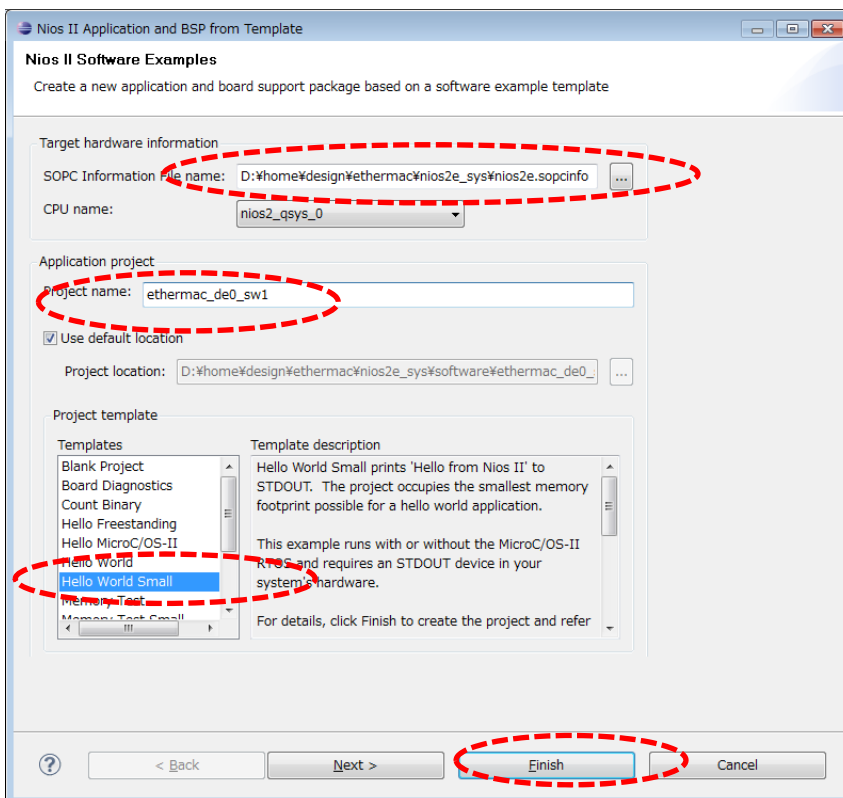 Nios II Application and BSP from Template
Nios II Software Examples
Create a new application and board support package based on a software example template
Target hardware information
SOPC Information File name: D:¥home¥design¥ethermac¥nios2e_sys¥nios2e.sopcinfo ...
CPU name: nios2_qsys_0
Application project
Project name: ethermac_de0_sw1
Use default location
Project location: D:¥home¥design¥ethermac¥nios2e_sys¥software¥ethermac_de0_ ...
Project template
Templates
Blank Project
Board Diagnostics
Count Binary
Hello Freestanding
Hello MicroC/OS-II
Hello World
Hello World Small
Memory Test
Memory Test Small
Template description
Hello World Small prints 'Hello from Nios II' to
STDOUT. The project occupies the smallest memory
footprint possible for a hello world application.
This example runs with or without the MicroC/OS-II
RTOS and requires an STDOUT device in your
system's hardware.
For details, click Finish to create the project and refer
? < Back Next > Finish Cancel